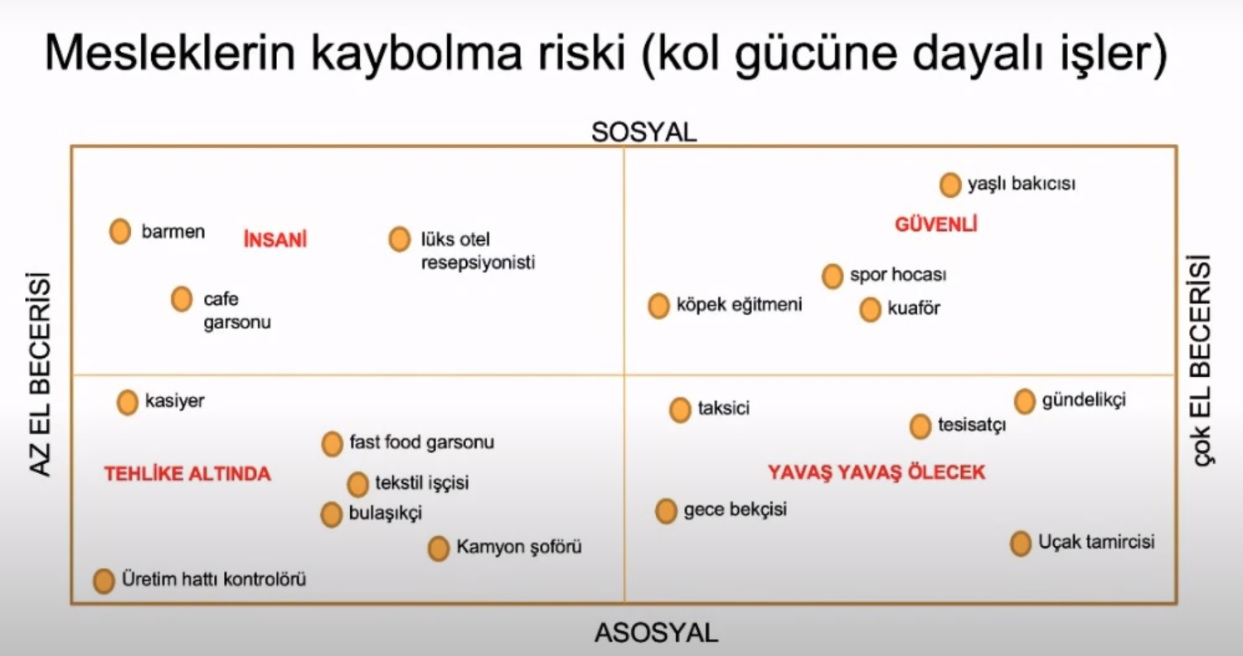 Mesleklerin kaybolma riski (kol gücüne dayalı işler)
SOSYAL
yaşlı bakıcısı
barmen
İNSANİ
lüks otel
resepsiyonisti
GÜVENLİ
cafe
garsonu
köpek eğitmeni
spor hocası
kuaför
AZ EL BECERİSİ
çok EL BECERİSİ
kasiyer
fast food garsonu
TEHLİKE ALTINDA
tekstil işçisi
bulaşıkçi
Kamyon şoförü
Üretim hattı kontrolörü
taksici
gündelikçi
tesisatçı
YAVAŞ YAVAŞ ÖLECEK
gece bekçisi
Uçak tamircisi
ASOSYAL